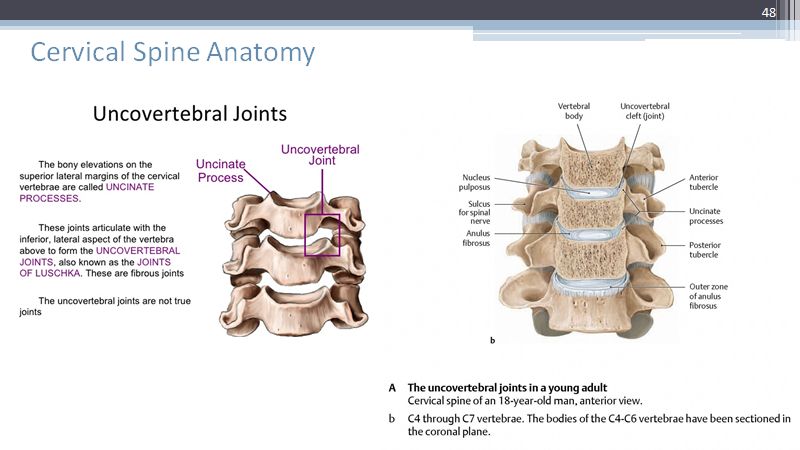 48
Cervical Spine Anatomy
Uncovertebral Joints
The bony elevations on the
superior lateral margins of the cervical
vertebrae are called UNCINATE
PROCESSES.
These joints articulate with the
inferior, lateral aspect of the vertebra
above to form the UNCOVERTEBRAL
JOINTS, also known as the JOINTS
OF LUSCHKA. These are fibrous joints
The uncovertebral joints are not true
joints
Uncinate
Process
Uncovertebral
Joint
Vertebral
body
Uncovertebral
cleft (joint)
Nucleus
pulposus
Sulcus
for spinal
nerve
Anulus
fibrosus
Anterior
tubercle
Uncinate
processes
Posterior
tubercle
Outer zone
of anulus
fibrosus
b
A The uncovertebral joints in a young adult
Cervical spine of an 18-year-old man, anterior view.
b C4 through C7 vertebrae. The bodies of the C4-C6 vertebrae have been sectioned in
the coronal plane.